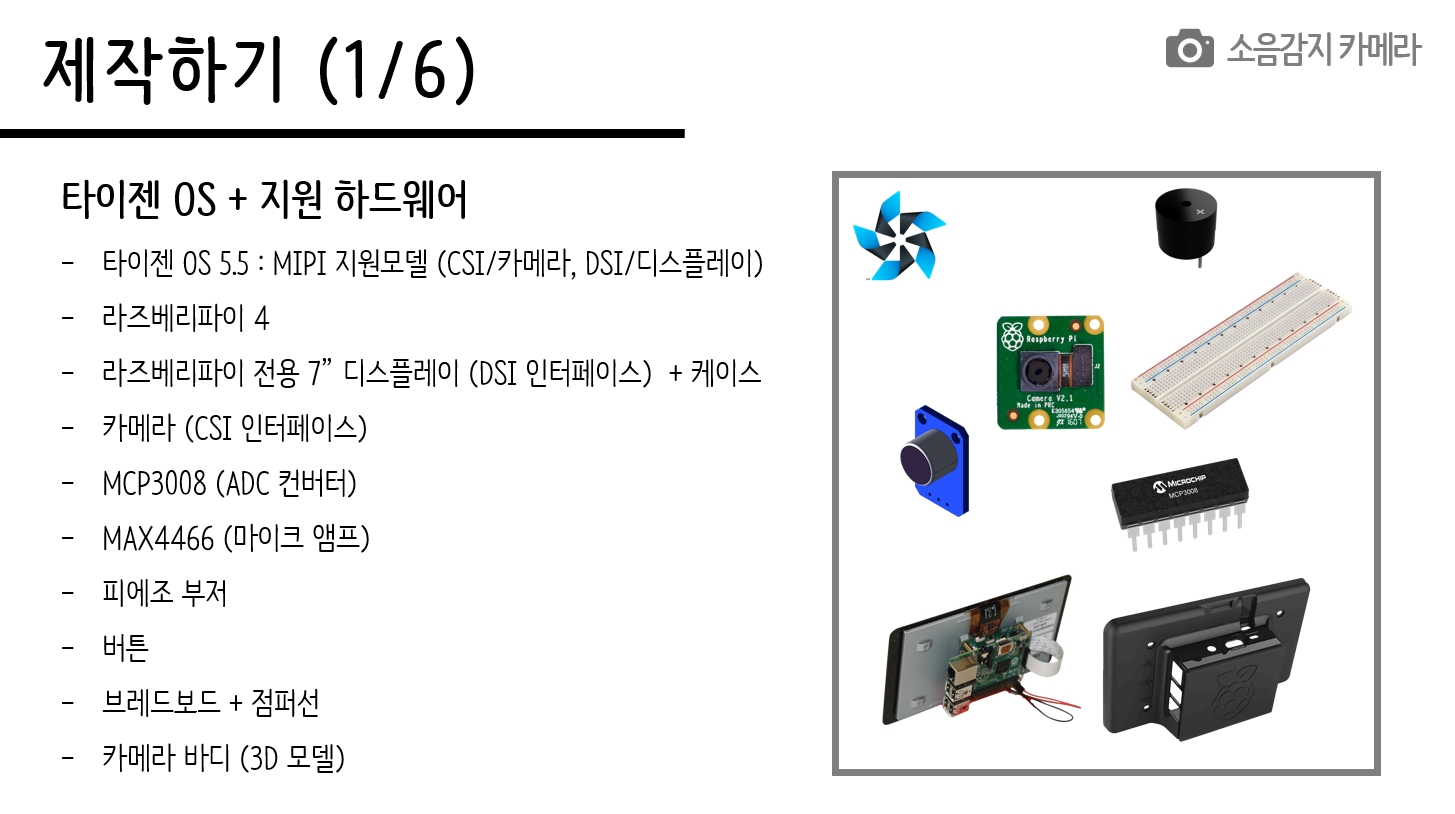 제작하기 (1/6)
소음감지 카메라
타이젠 OS + 지원 하드웨어
- 타이젠 OS 5.5 : MIPI 지원모델 (CSI/카메라, DSI/디스플레이)
- 라즈베리파이 4
- 라즈베리파이 전용 7” 디스플레이 (DSI 인터페이스) + 케이스
- 카메라 (CSI 인터페이스)
- MCP3008 (ADC 컨버터)
- MAX4466 (마이크 앰프)
- 피에조 부저
- 버튼
- 브레드보드 + 점퍼선
- 카메라 바디 (3D 모델)
Raspberry Pi
J2
Camera V2.1
Made in PRC
E305654
94V-0
1601
MICROCHIP
MCP3008